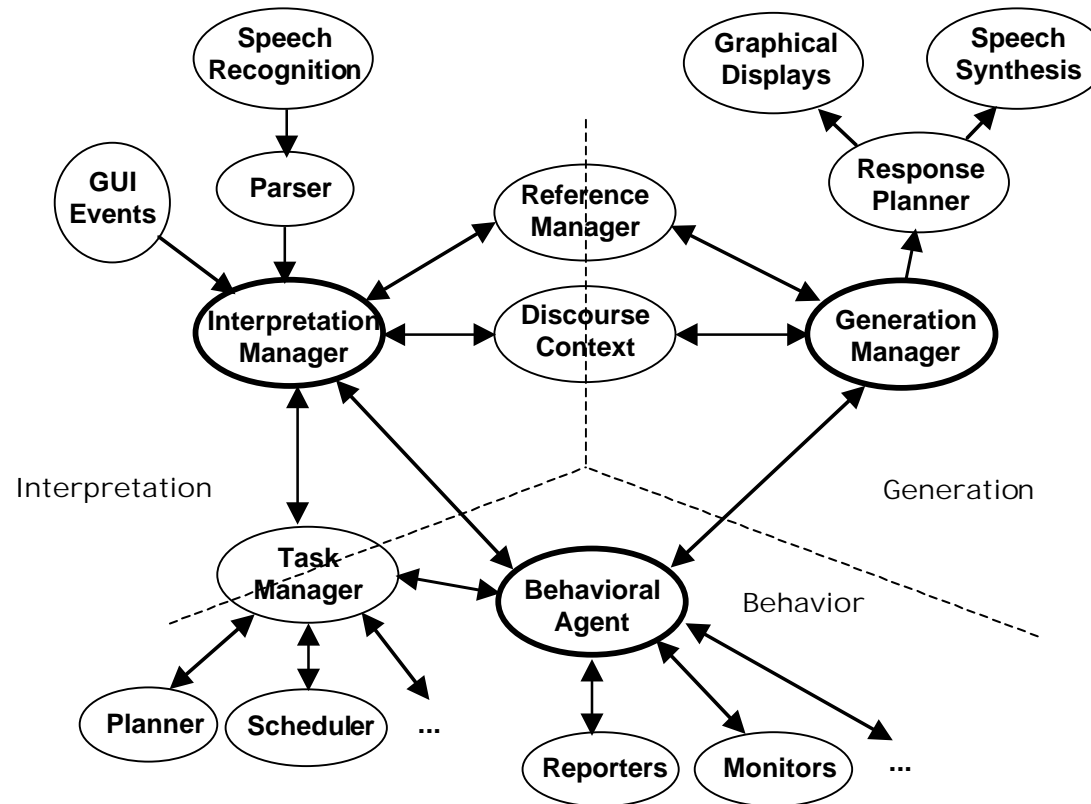 Speech
Recognition
Graphical
Displays
Speech
Synthesis
GUI
Events
Parser
Reference
Manager
Response
Planner
Interpretation
Manager
Discourse
Context
Generation
Manager
Interpretation
Generation
Task
Manager
Behavioral
Agent
Behavior
Planner
Scheduler
...
Reporters
Monitors
...